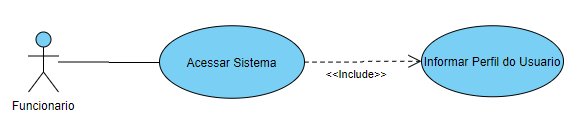 Acessar Sistema
Informar Perfil do Usuario
<<Include>>
Funcionario